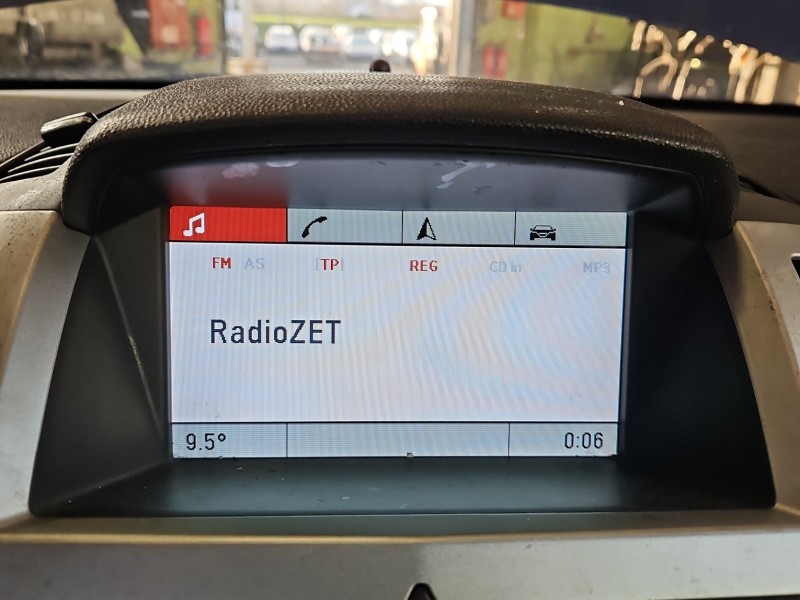 FM AS [TP] REG CD in MP3
RadioZET
9.5° 0:06